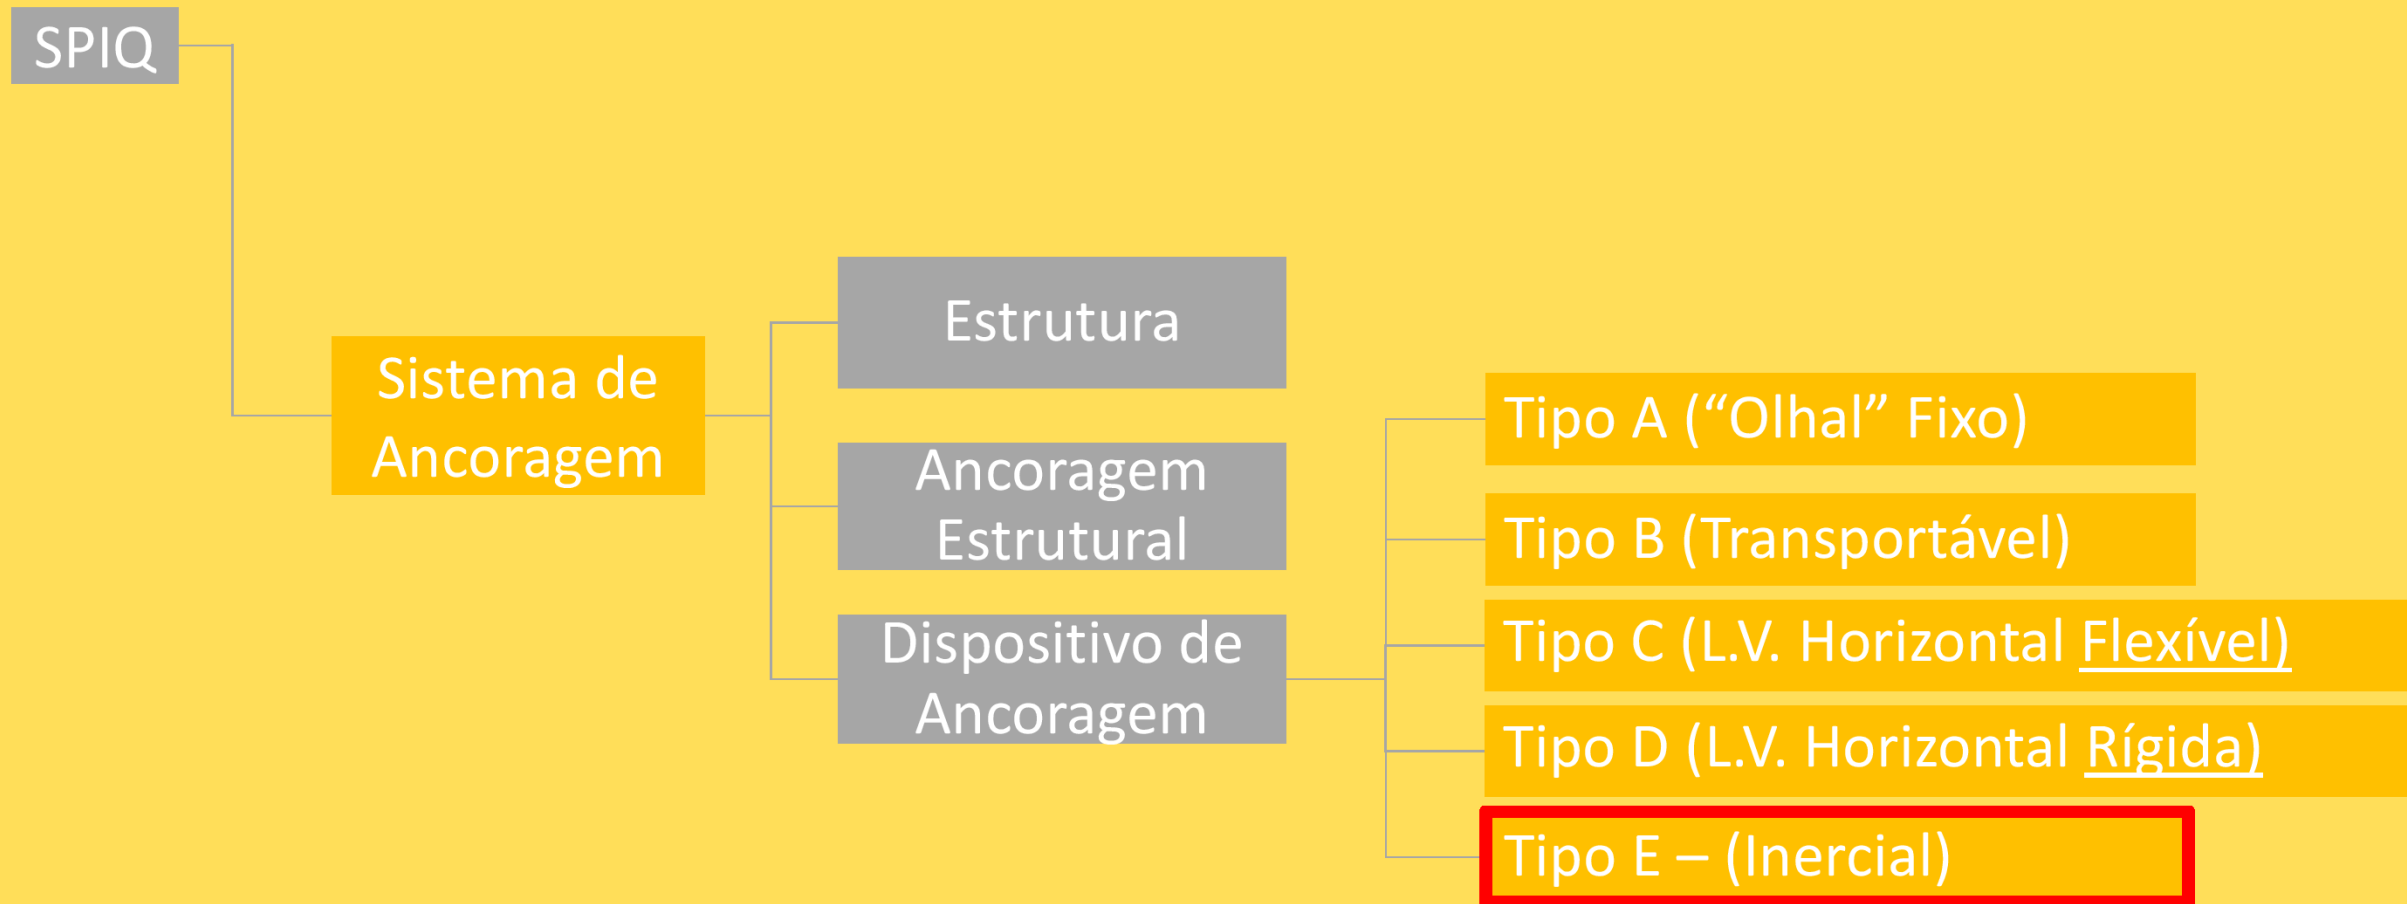 SPIQ
Sistema de
Ancoragem
Estrutura
Ancoragem
Estrutural
Dispositivo de
Ancoragem
Tipo A (“Olhal” Fixo)
Tipo B (Transportável)
Tipo C (L.V. Horizontal Flexível)
Tipo D (L.V. Horizontal Rígida)
Tipo E – (Inercial)